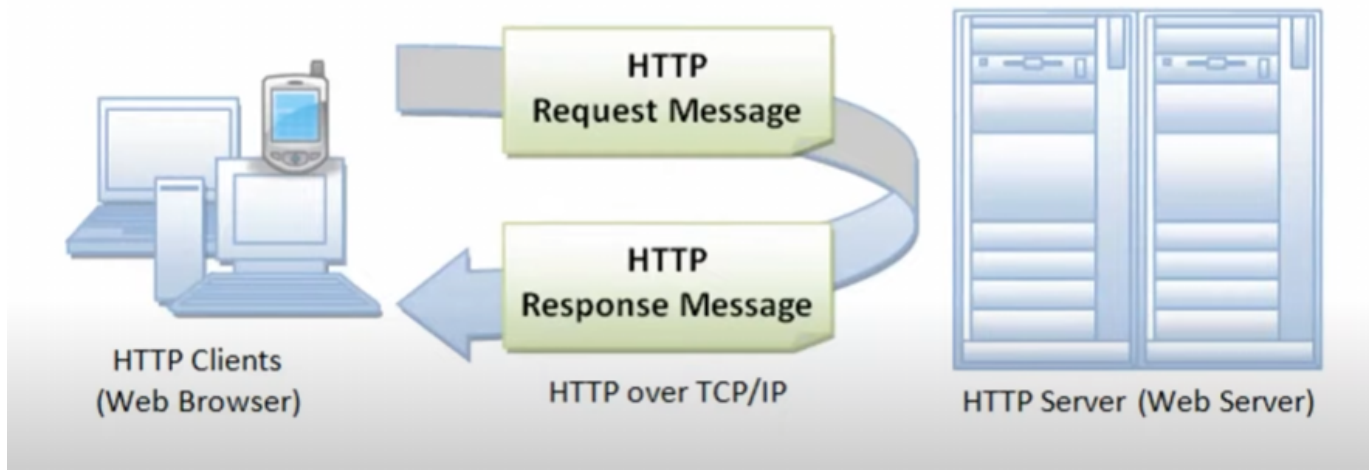 HTTP
Request Message
HTTP
Response Message
HTTP Clients
(Web Browser)
HTTP over TCP/IP
HTTP Server (Web Server)